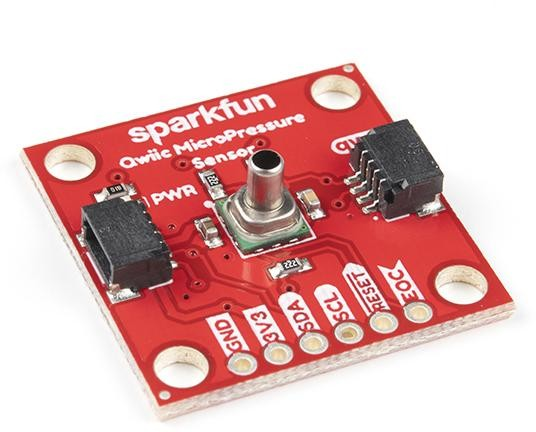 sparkfun
Qwiic MicroPressure
Sensor
PWR
GND
3V3
SDA
SCL
RESET
EOC